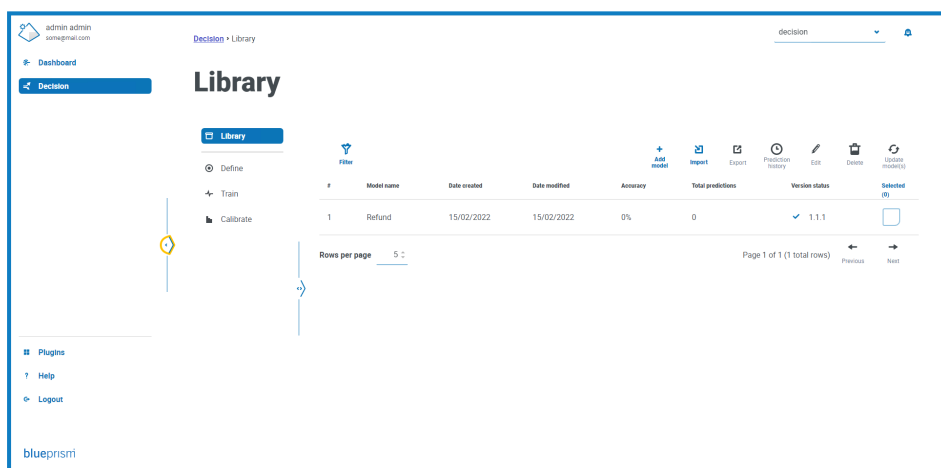 admin admin
some@mail.com
Dashboard
Decision
Plugins
? Help
Logout
blueprism
Decision › Library
decision
Library
Library
Define
Train
Calibrate
Filter
Add model
Import
Export
Prediction history
Edit
Delete
Update model(s)
# Model name Date created Date modified Accuracy Total predictions Version status Selected (0)
1 Refund 15/02/2022 15/02/2022 0% 0 1.1.1
Rows per page 5
Page 1 of 1 (1 total rows)
Previous
Next